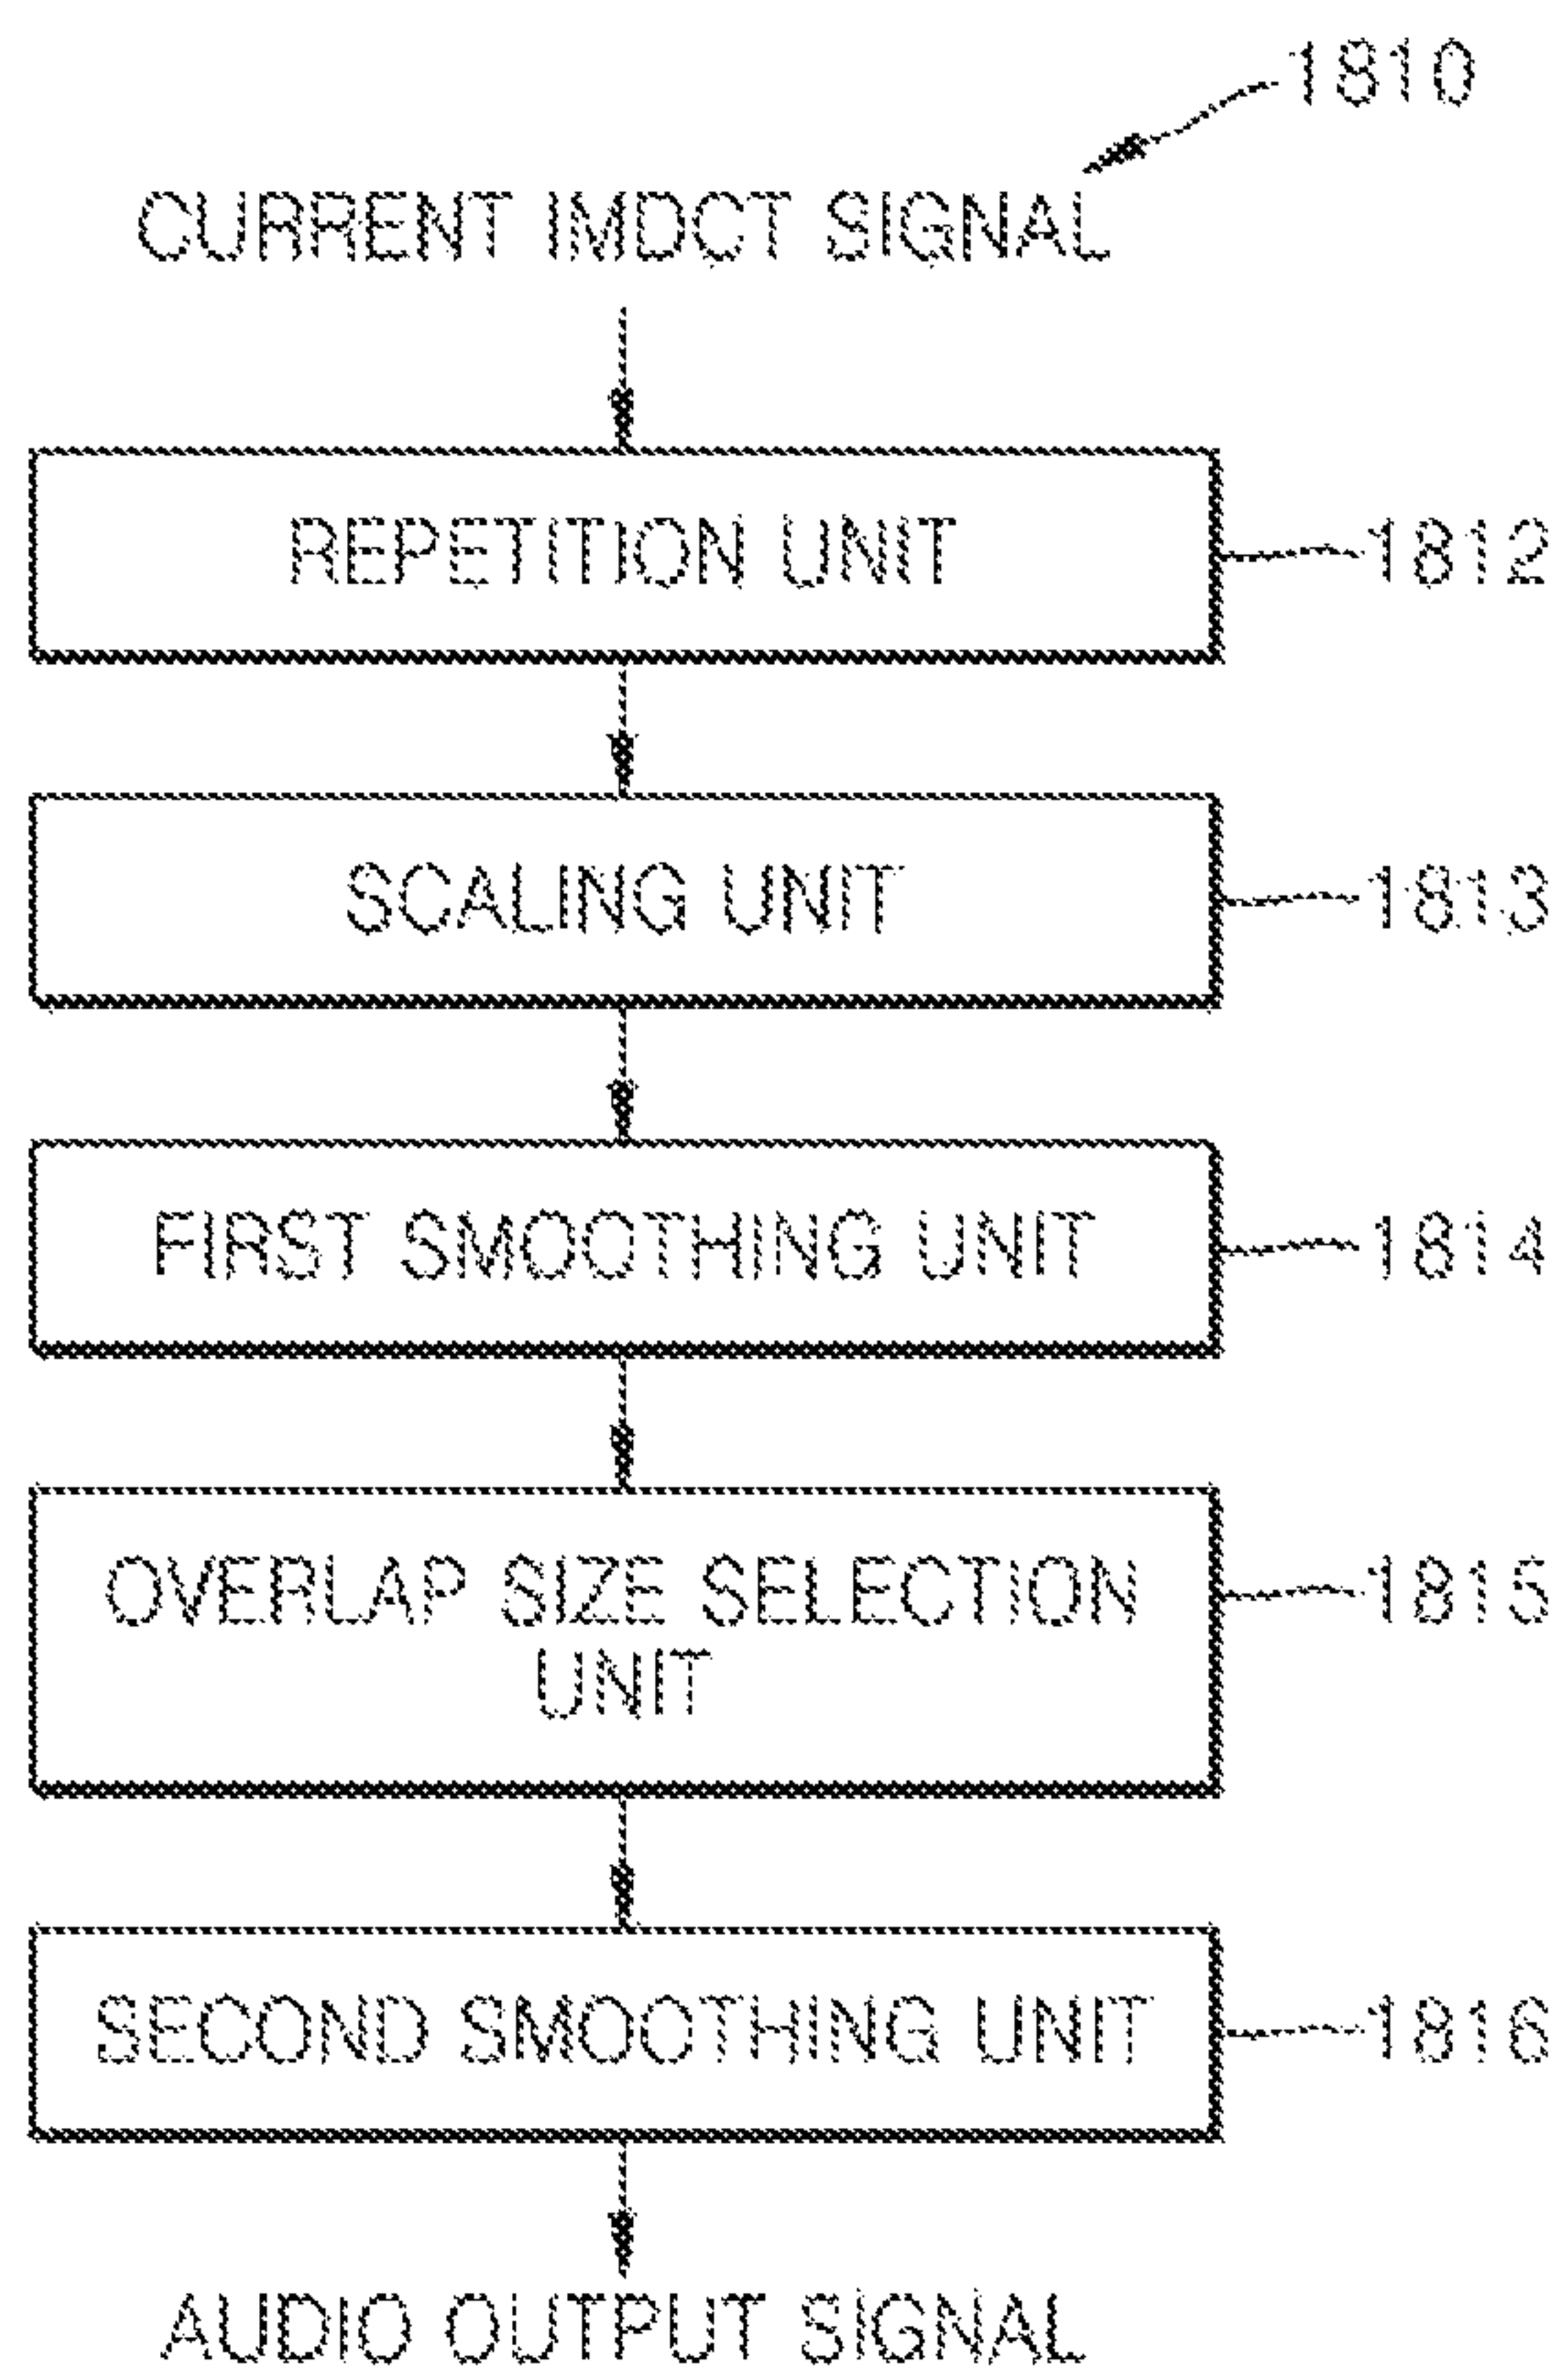 1810
CURRENT IMDCT SIGNAL
REPETITION UNIT
1812
SCALING UNIT
1813
FIRST SMOOTHING UNIT
1814
OVERLAP SIZE SELECTION
UNIT
1815
SECOND SMOOTHING UNIT
1816
AUDIO OUTPUT SIGNAL